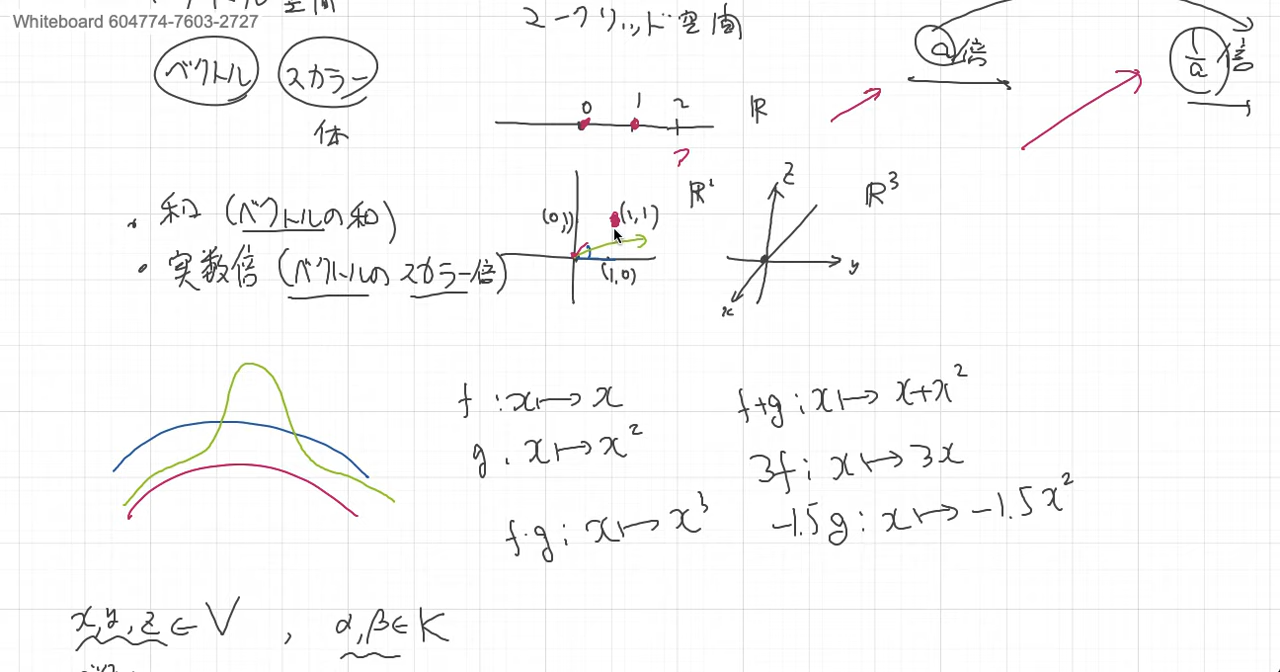 Whiteboard 604774-7603-2727
空間
ベクトル スカラー
体
・和 (ベクトルの和)
・実数倍 (ベクトルのスカラー倍)
ユークリッド空間
0 1 2 ℝ
?
(0,1) (1,1) (1,0)
z y x ℝ³
a倍 1/a倍
f : x ↦ x
g : x ↦ x²
f·g : x ↦ x³
f+g : x ↦ x+x²
3f : x ↦ 3x
-1.5g : x ↦ -1.5x²
x, y, z ∈ V , α, β ∈ K